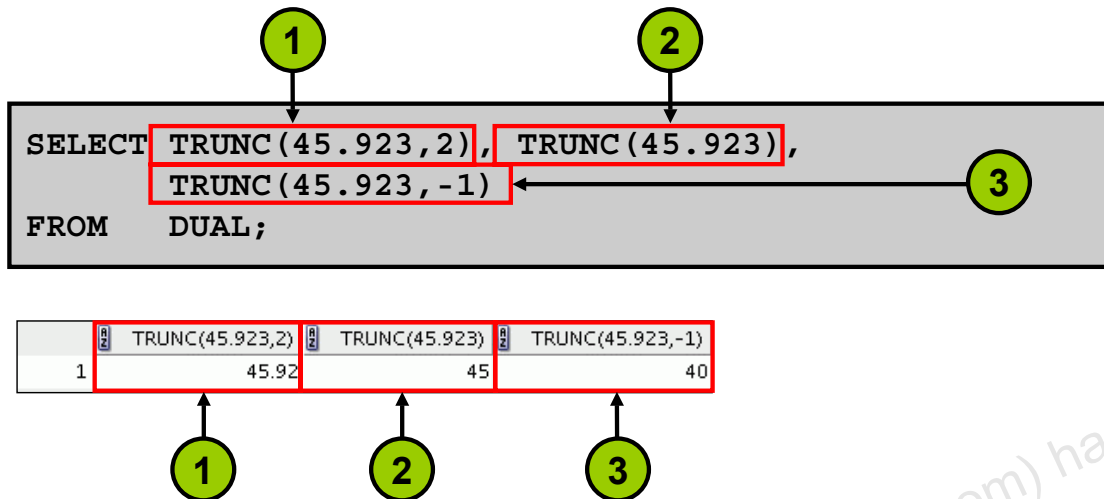 1 2
SELECT TRUNC(45.923,2), TRUNC(45.923),
TRUNC(45.923,-1) 3
FROM DUAL;
TRUNC(45.923,2) TRUNC(45.923) TRUNC(45.923,-1)
1 45.92 45 40
1 2 3